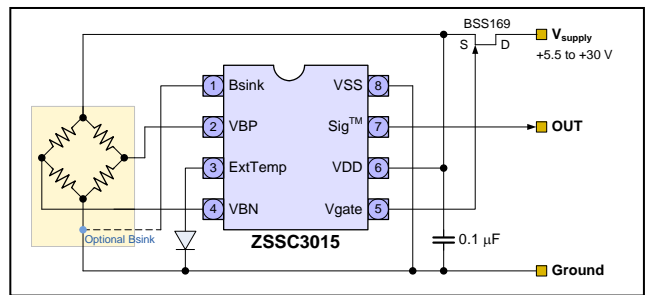 BSS169
S D
Vsupply
+5.5 to +30 V
1 Bsink VSS 8
2 VBP Sig™ 7
OUT
3 ExtTemp VDD 6
4 VBN Vgate 5
Optional Bsink
ZSSC3015
0.1 µF
Ground